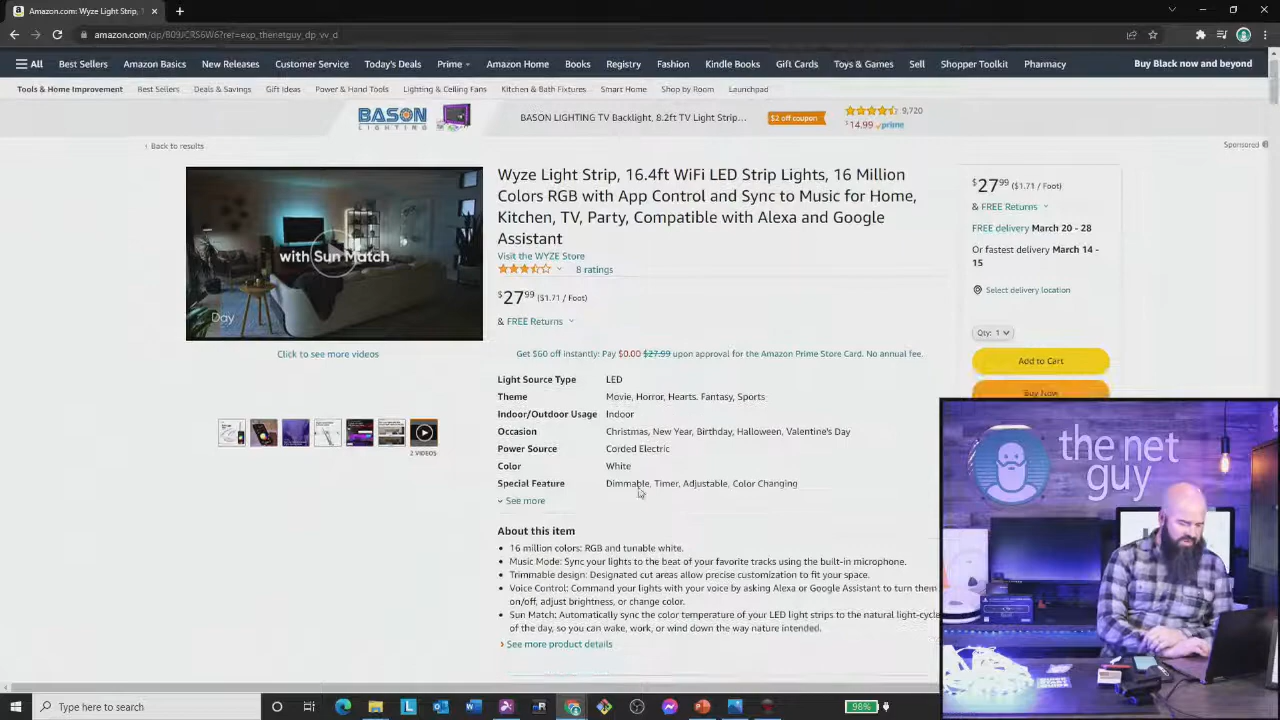 Amazon.com: Wyze Light Strip, 1
amazon.com/dp/B09JCRS6W6?ref=exp_thenetguy_dp_vv_d
All Best Sellers Amazon Basics New Releases Customer Service Today's Deals Prime Amazon Home Books Registry Fashion Kindle Books Gift Cards Toys & Games Sell Shopper Toolkit Pharmacy Buy Black now and beyond
Tools & Home Improvement Best Sellers Deals & Savings Gift Ideas Power & Hand Tools Lighting & Ceiling Fans Kitchen & Bath Fixtures Smart Home Shop by Room Launchpad
BASON LIGHTING BASON LIGHTING TV Backlight, 8.2ft TV Light Strip... $2 off coupon 9,720
$14.99 prime
Back to results Sponsored
Wyze Light Strip, 16.4ft WiFi LED Strip Lights, 16 Million
Colors RGB with App Control and Sync to Music for Home,
Kitchen, TV, Party, Compatible with Alexa and Google
Assistant
Visit the WYZE Store
8 ratings
$27.99 ($1.71 / Foot)
& FREE Returns
Get $60 off instantly: Pay $0.00 $27.99 upon approval for the Amazon Prime Store Card. No annual fee.
Light Source Type LED
Theme Movie, Horror, Hearts. Fantasy, Sports
Indoor/Outdoor Usage Indoor
Occasion Christmas, New Year, Birthday, Halloween, Valentine's Day
Power Source Corded Electric
Color White
Special Feature Dimmable, Timer, Adjustable, Color Changing
See more
About this item
• 16 million colors: RGB and tunable white.
• Music Mode: Sync your lights to the beat of your favorite tracks using the built-in microphone.
• Trimmable design: Designated cut areas allow precise customization to fit your space.
• Voice Control: Command your lights with your voice by asking Alexa or Google Assistant to turn them
on/off, adjust brightness, or change color.
• Sun Match: Automatically sync the color temperature of your LED light strips to the natural light-cycle
of the day, so you can wake, work, or wind down the way nature intended.
See more product details
with Sun Match
Day
Click to see more videos
2 VIDEOS
$27.99 ($1.71 / Foot)
& FREE Returns
FREE delivery March 20 - 28
Or fastest delivery March 14 -
15
Select delivery location
Qty: 1
Add to Cart
Buy Now
the net
guy
Type here to search
98%